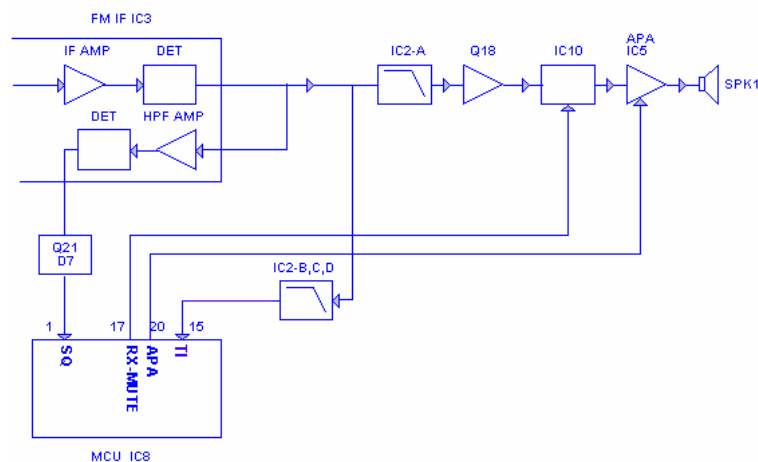 FM IF IC3
IF AMP
DET
IC2-A
Q18
IC10
APA
IC5
SPK1
DET
HPF AMP
Q21
D7
IC2-B,C,D
1
17
20
15
SQ
RX-MUTE
APA
TI
MCU IC8